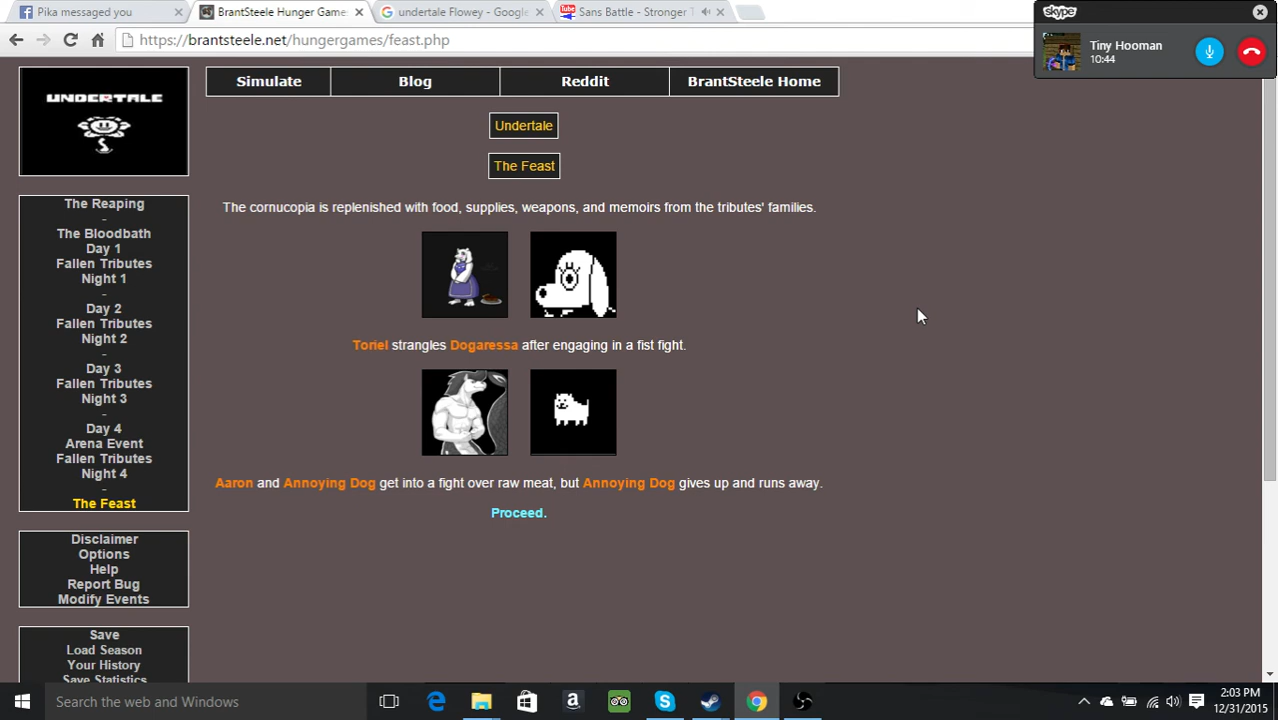 Pika messaged you
BrantSteele Hunger Game
undertale Flowey - Google
You Tube
Sans Battle - Stronger T
https://brantsteele.net/hungergames/feast.php
skype
Tiny Hooman
10:44
UNDERTALE
Simulate
Blog
Reddit
BrantSteele Home
Undertale
The Feast
The cornucopia is replenished with food, supplies, weapons, and memoirs from the tributes' families.
Toriel strangles Dogaressa after engaging in a fist fight.
Aaron and Annoying Dog get into a fight over raw meat, but Annoying Dog gives up and runs away.
Proceed.
The Reaping
-
The Bloodbath
Day 1
Fallen Tributes
Night 1
-
Day 2
Fallen Tributes
Night 2
-
Day 3
Fallen Tributes
Night 3
-
Day 4
Arena Event
Fallen Tributes
Night 4
-
The Feast
Disclaimer
Options
Help
Report Bug
Modify Events
Save
Load Season
Your History
Save Statistics
Search the web and Windows
2:03 PM
12/31/2015